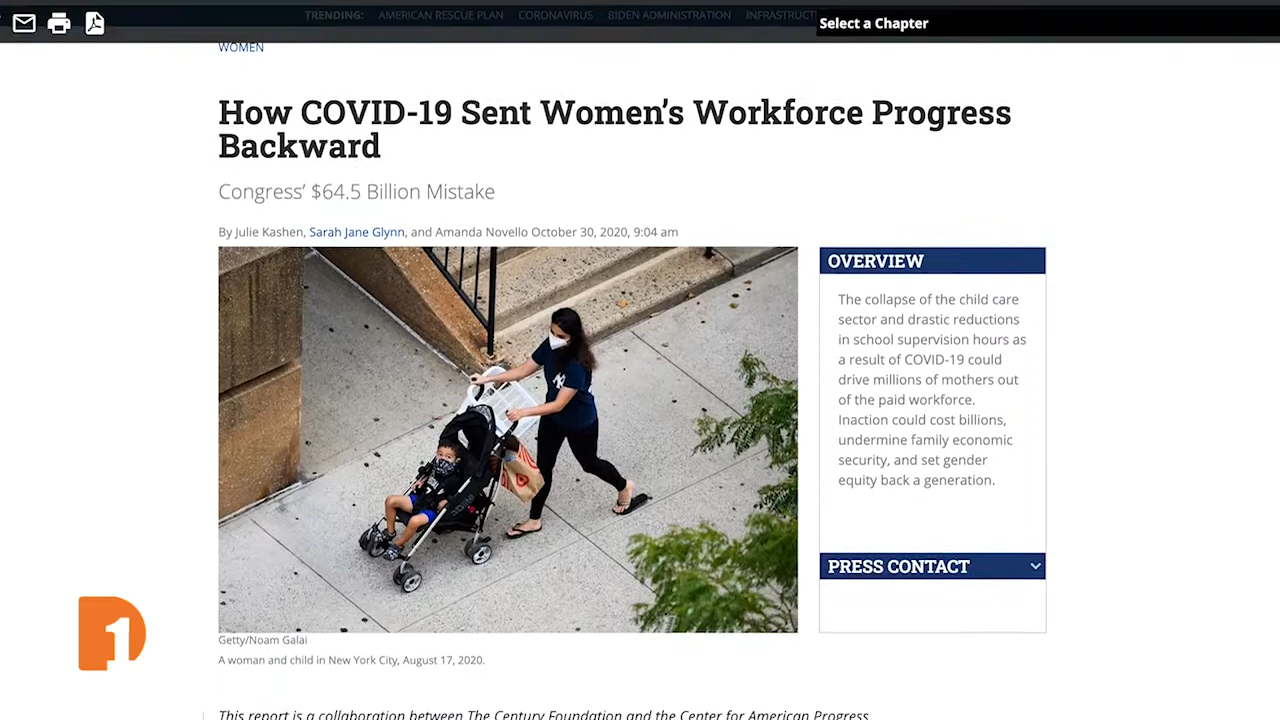 TRENDING: AMERICAN RESCUE PLAN CORONAVIRUS BIDEN ADMINISTRATION INFRASTRUCT
Select a Chapter
WOMEN
How COVID-19 Sent Women's Workforce Progress
Backward
Congress' $64.5 Billion Mistake
By Julie Kashen, Sarah Jane Glynn, and Amanda Novello October 30, 2020, 9:04 am
OVERVIEW
The collapse of the child care
sector and drastic reductions
in school supervision hours as
a result of COVID-19 could
drive millions of mothers out
of the paid workforce.
Inaction could cost billions,
undermine family economic
security, and set gender
equity back a generation.
PRESS CONTACT
1
Getty/Noam Galai
A woman and child in New York City, August 17, 2020.
This report is a collaboration between The Century Foundation and the Center for American Progress.